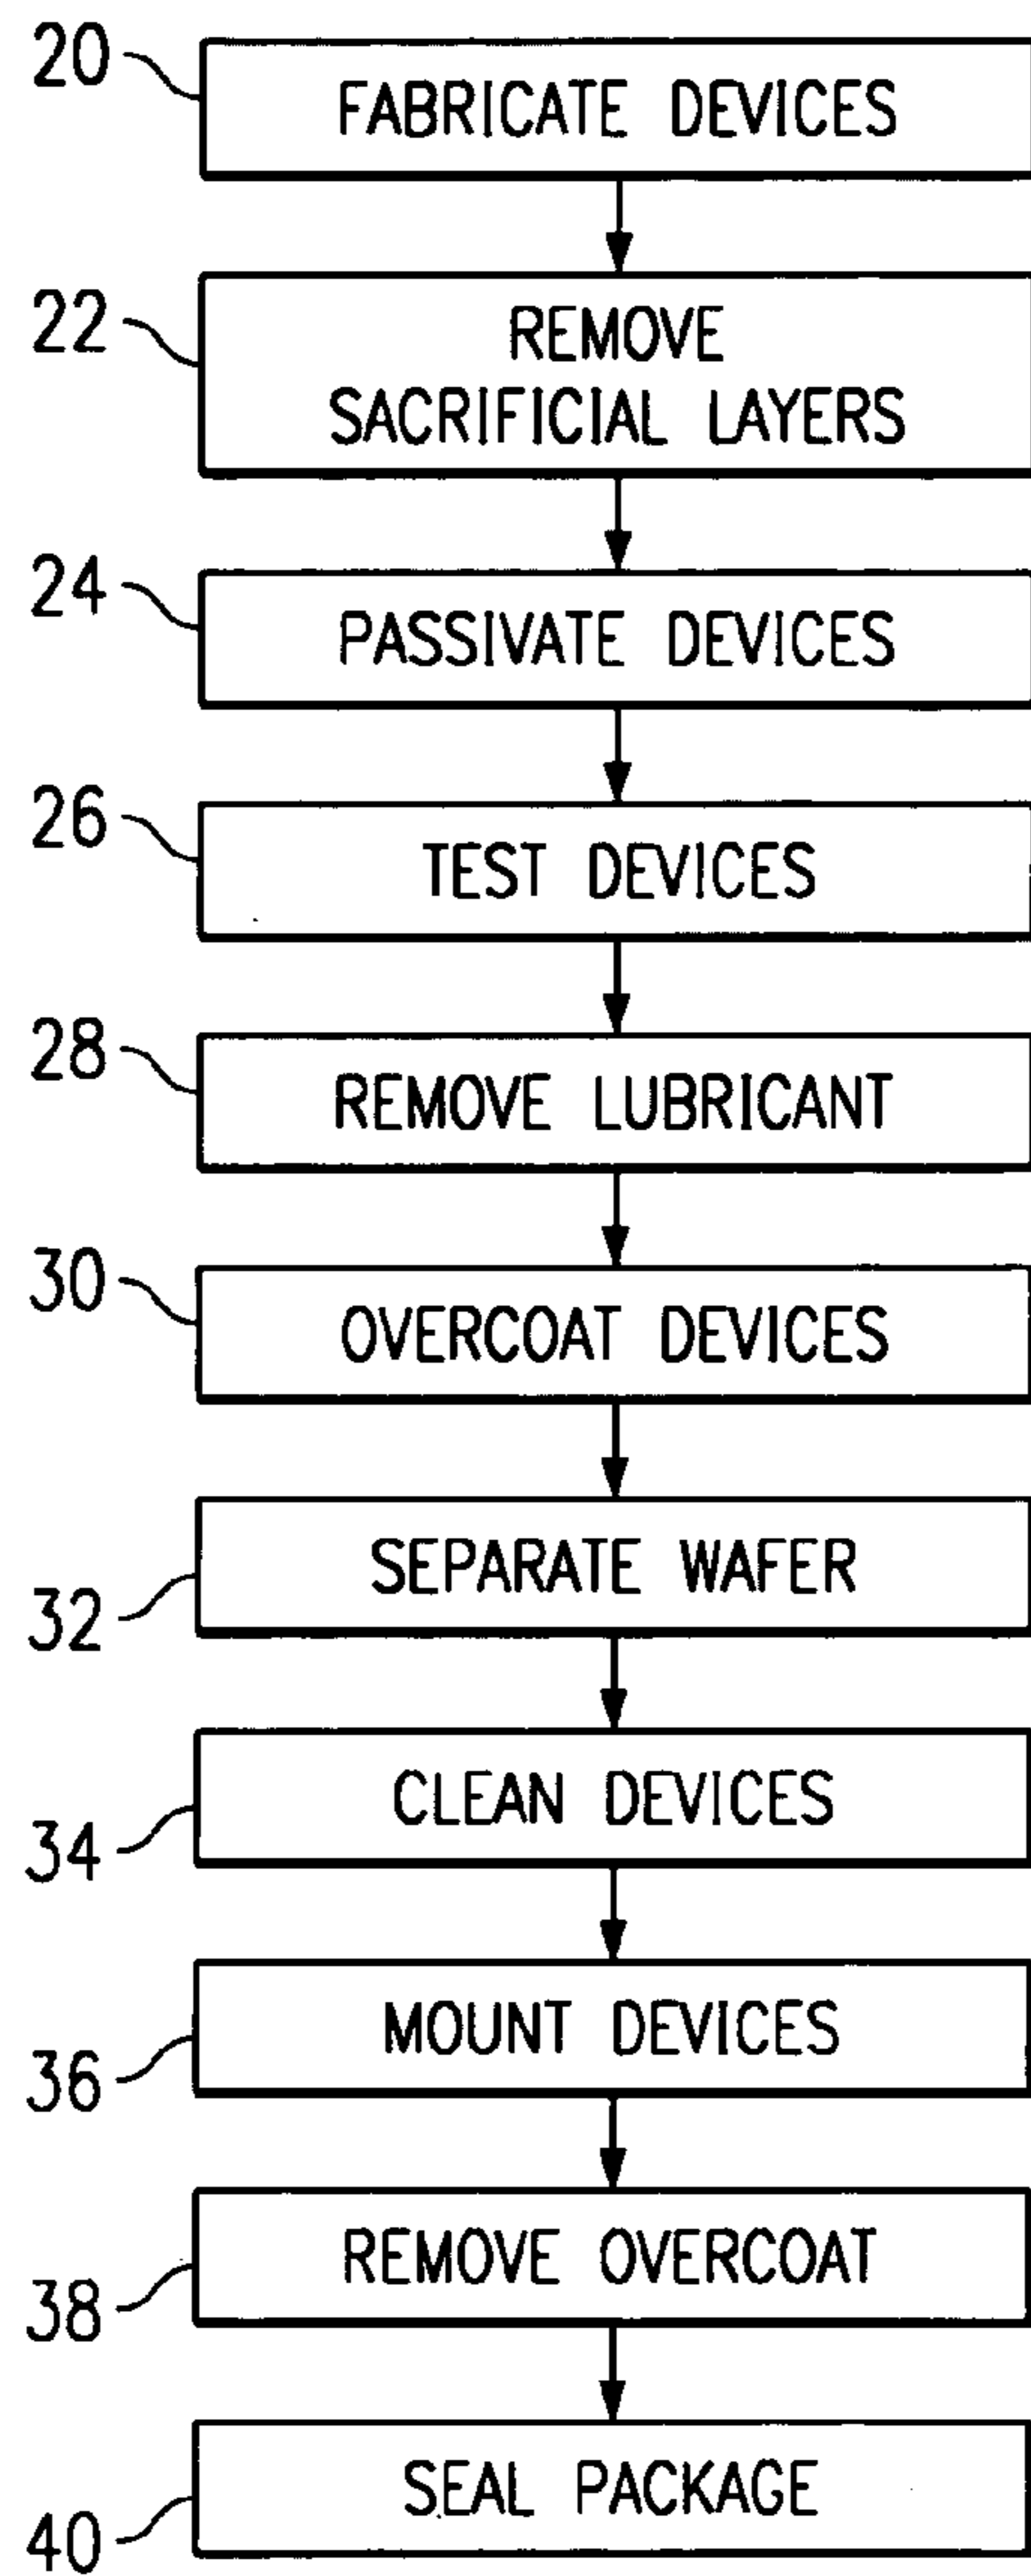 20
FABRICATE DEVICES
22
REMOVE
SACRIFICIAL LAYERS
24
PASSIVATE DEVICES
26
TEST DEVICES
28
REMOVE LUBRICANT
30
OVERCOAT DEVICES
SEPARATE WAFER
32
CLEAN DEVICES
34
MOUNT DEVICES
36
REMOVE OVERCOAT
38
SEAL PACKAGE
40